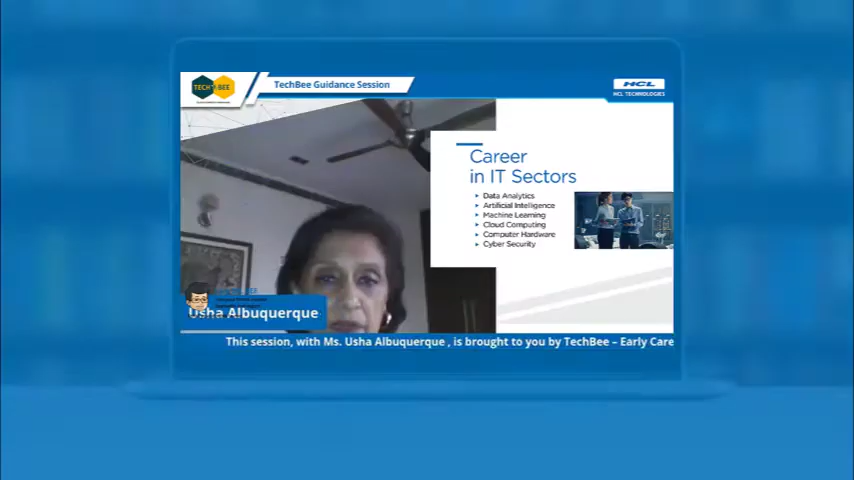 TECH BEE
TechBee Guidance Session
HCL
HCL TECHNOLOGIES
Career
in IT Sectors
Data Analytics
Artificial Intelligence
Machine Learning
Cloud Computing
Computer Hardware
Cyber Security
Usha Albuquerque
This session, with Ms. Usha Albuquerque , is brought to you by TechBee – Early Care